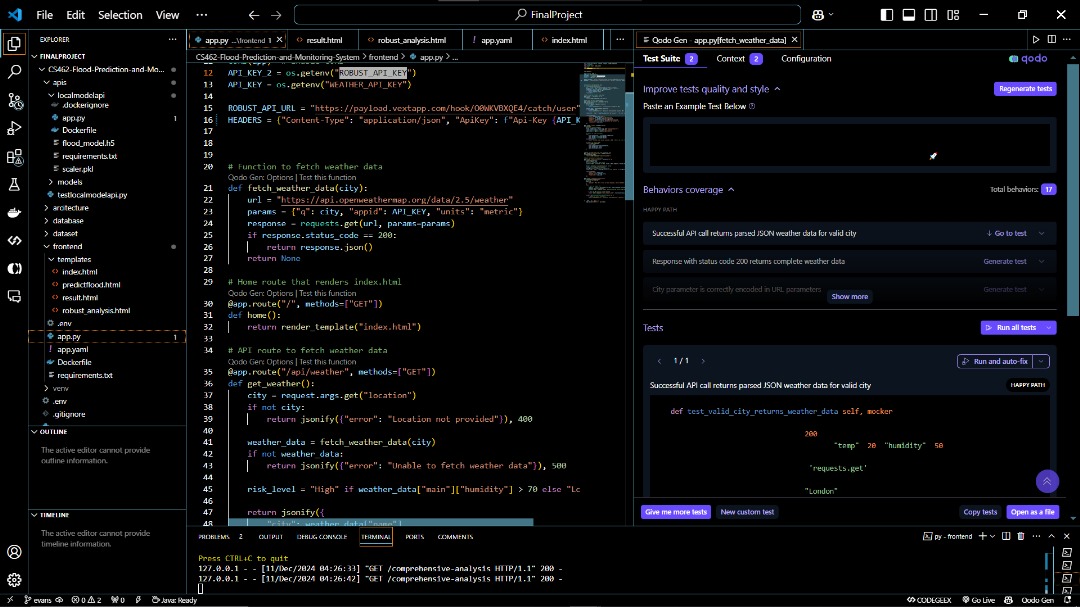 File Edit Selection View ··· FinalProject
EXPLORER
FINALPROJECT
CS462-Flood-Prediction-and-Mo...
apis
localmodelapi
.dockerignore
app.py 1
Dockerfile
flood_model.h5
requirements.txt
scaler.pkl
models
testlocalmodelapi.py
arcitecture
database
dataset
frontend
templates
index.html
predictflood.html
result.html
robust_analysis.html
.env
app.py 1
app.yaml
Dockerfile
requirements.txt
venv
.env
.gitignore
OUTLINE
The active editor cannot provide
outline information.
TIMELINE
The active editor cannot provide
timeline information.
app.py ...\frontend 1 result.html robust_analysis.html app.yaml index.html
CS462-Flood-Prediction-and-Monitoring-System > frontend > app.py > ...
12 API_KEY_2 = os.getenv("ROBUST_API_KEY")
13 API_KEY = os.getenv("WEATHER_API_KEY")
14
15 ROBUST_API_URL = "https://payload.vextapp.com/hook/O0WKVBXQE4/catch/user"
16 HEADERS = {"Content-Type": "application/json", "ApiKey": f"Api-Key {API_K
17
18
19
20 # Function to fetch weather data
Qodo Gen: Options | Test this function
21 def fetch_weather_data(city):
22 url = "https://api.openweathermap.org/data/2.5/weather"
23 params = {"q": city, "appid": API_KEY, "units": "metric"}
24 response = requests.get(url, params=params)
25 if response.status_code == 200:
26 return response.json()
27 return None
28
29 # Home route that renders index.html
Qodo Gen: Options | Test this function
30 @app.route("/", methods=["GET"])
31 def home():
32 return render_template("index.html")
33
34 # API route to fetch weather data
Qodo Gen: Options | Test this function
35 @app.route("/api/weather", methods=["GET"])
36 def get_weather():
37 city = request.args.get("location")
38 if not city:
39 return jsonify({"error": "Location not provided"}), 400
40
41 weather_data = fetch_weather_data(city)
42 if not weather_data:
43 return jsonify({"error": "Unable to fetch weather data"}), 500
44
45 risk_level = "High" if weather_data["main"]["humidity"] > 70 else "Lo
46
47 return jsonify({
48 "city": weather_data["name"]
Qodo Gen - app.py[fetch_weather_data]
Test Suite 2 Context 2 Configuration qodo
Improve tests quality and style Regenerate tests
Paste an Example Test Below
Behaviors coverage Total behaviors: 17
HAPPY PATH
Successful API call returns parsed JSON weather data for valid city Go to test
Response with status code 200 returns complete weather data Generate test
City parameter is correctly encoded in URL parameters Generate test
Show more
Tests Run all tests
1 / 1 Run and auto-fix
Successful API call returns parsed JSON weather data for valid city HAPPY PATH
def test_valid_city_returns_weather_data self, mocker
200
"temp" 20 "humidity" 50
'requests.get'
"London"
Give me more tests New custom test Copy tests Open as a file
PROBLEMS 2 OUTPUT DEBUG CONSOLE TERMINAL PORTS COMMENTS py - frontend
Press CTRL+C to quit
127.0.0.1 - - [11/Dec/2024 04:26:33] "GET /comprehensive-analysis HTTP/1.1" 200 -
127.0.0.1 - - [11/Dec/2024 04:26:42] "GET /comprehensive-analysis HTTP/1.1" 200 -
evans 0 2 0 Java: Ready CODEGEEX Go Live Qodo Gen